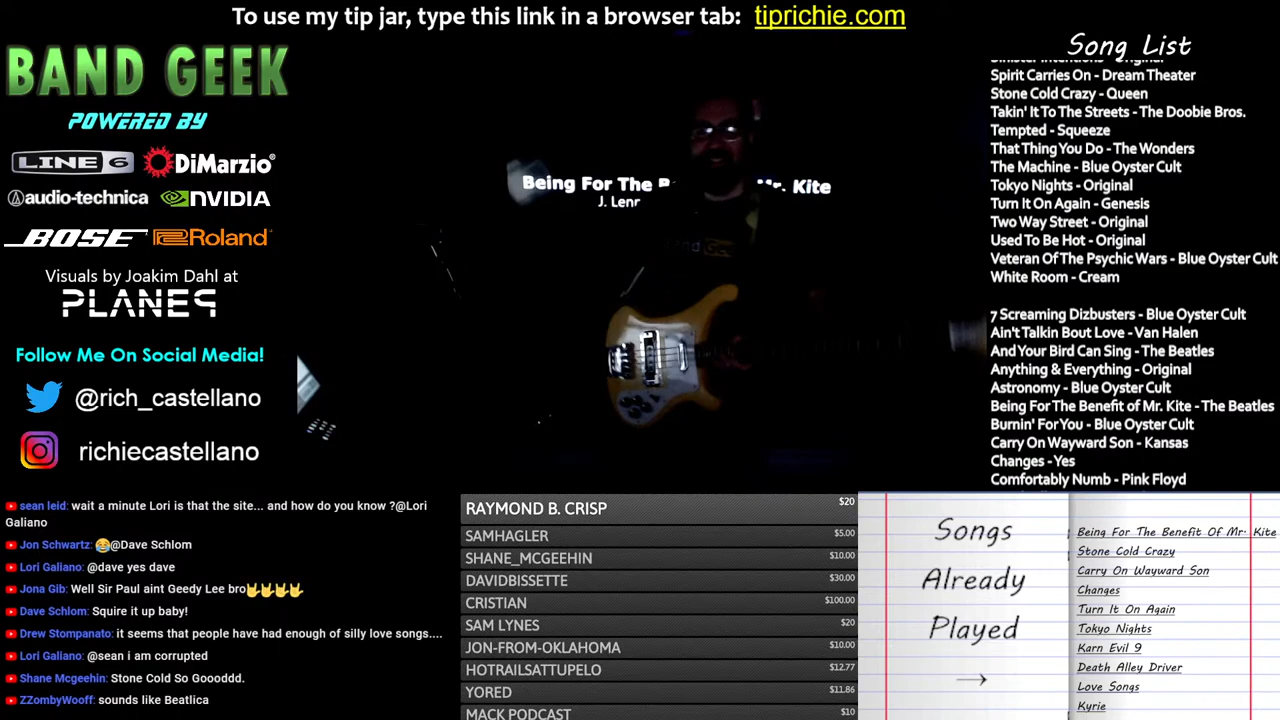 To use my tip jar, type this link in a browser tab: tiprichie.com
BAND GEEK
POWERED BY
LINE 6
DiMarzio
audio-technica
NVIDIA
BOSE
Roland
Visuals by Joakim Dahl at
PLANE9
Follow Me On Social Media!
@rich_castellano
richiecastellano
Being For The B Mr. Kite
J. Lenr
Song List
Sinister Intentions - Original
Spirit Carries On - Dream Theater
Stone Cold Crazy - Queen
Takin' It To The Streets - The Doobie Bros.
Tempted - Squeeze
That Thing You Do - The Wonders
The Machine - Blue Oyster Cult
Tokyo Nights - Original
Turn It On Again - Genesis
Two Way Street - Original
Used To Be Hot - Original
Veteran Of The Psychic Wars - Blue Oyster Cult
White Room - Cream
7 Screaming Dizbusters - Blue Oyster Cult
Ain't Talkin Bout Love - Van Halen
And Your Bird Can Sing - The Beatles
Anything & Everything - Original
Astronomy - Blue Oyster Cult
Being For The Benefit of Mr. Kite - The Beatles
Burnin' For You - Blue Oyster Cult
Carry On Wayward Son - Kansas
Changes - Yes
Comfortably Numb - Pink Floyd
sean leid: wait a minute Lori is that the site... and how do you know ?@Lori
Galiano
Jon Schwartz: 😂@Dave Schlom
Lori Galiano: @dave yes dave
Jona Gib: Well Sir Paul aint Geedy Lee bro🤘🤘🤘🤘
Dave Schlom: Squire it up baby!
Drew Stompanato: it seems that people have had enough of silly love songs....
Lori Galiano: @sean i am corrupted
Shane Mcgeehin: Stone Cold So Goooddd.
ZZombyWooff: sounds like Beatlica
RAYMOND B. CRISP $20
SAMHAGLER $5.00
SHANE_MCGEEHIN $10.00
DAVIDBISSETTE $30.00
CRISTIAN $100.00
SAM LYNES $20
JON-FROM-OKLAHOMA $10.00
HOTRAILSATTUPELO $12.77
YORED $11.86
MACK PODCAST $10
Songs
Already
Played
→
Being For The Benefit Of Mr. Kite
Stone Cold Crazy
Carry On Wayward Son
Changes
Turn It On Again
Tokyo Nights
Karn Evil 9
Death Alley Driver
Love Songs
Kyrie